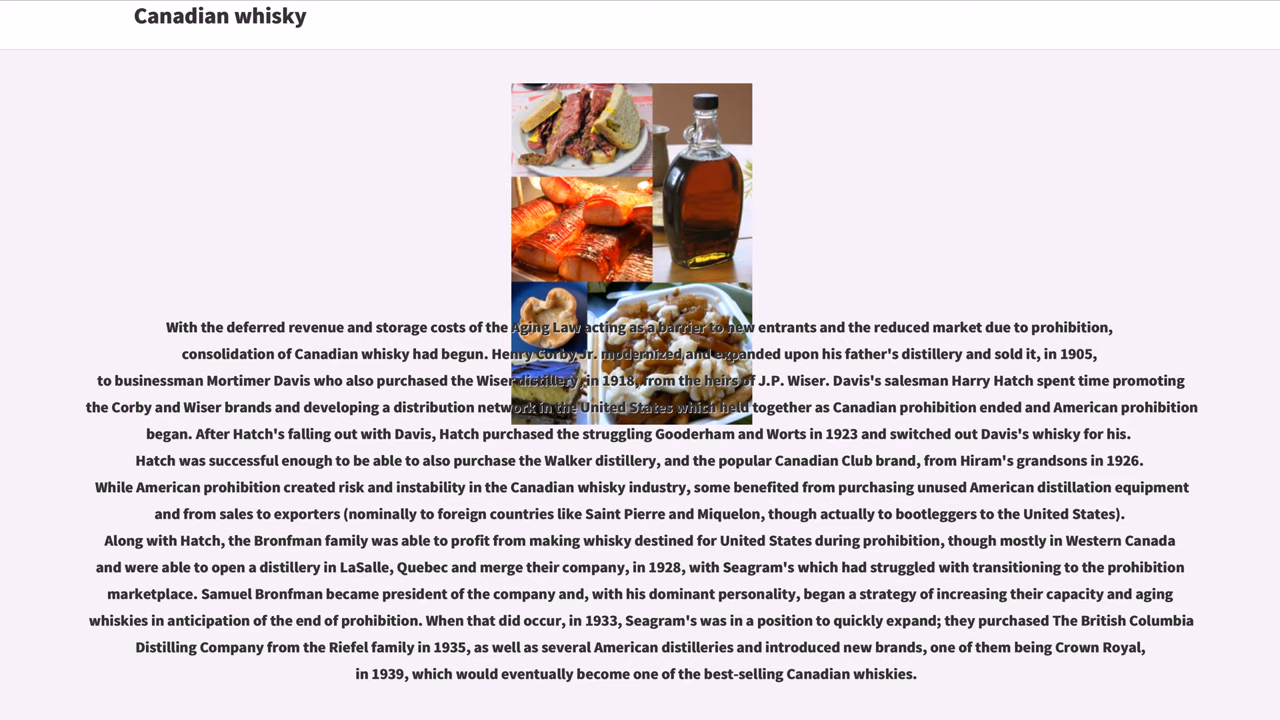 Canadian whisky
With the deferred revenue and storage costs of the Aging Law acting as a barrier to new entrants and the reduced market due to prohibition,
consolidation of Canadian whisky had begun. Henry Corby Jr. modernized and expanded upon his father's distillery and sold it, in 1905,
to businessman Mortimer Davis who also purchased the Wiser distillery, in 1918, from the heirs of J.P. Wiser. Davis's salesman Harry Hatch spent time promoting
the Corby and Wiser brands and developing a distribution network in the United States which held together as Canadian prohibition ended and American prohibition
began. After Hatch's falling out with Davis, Hatch purchased the struggling Gooderham and Worts in 1923 and switched out Davis's whisky for his.
Hatch was successful enough to be able to also purchase the Walker distillery, and the popular Canadian Club brand, from Hiram's grandsons in 1926.
While American prohibition created risk and instability in the Canadian whisky industry, some benefited from purchasing unused American distillation equipment
and from sales to exporters (nominally to foreign countries like Saint Pierre and Miquelon, though actually to bootleggers to the United States).
Along with Hatch, the Bronfman family was able to profit from making whisky destined for United States during prohibition, though mostly in Western Canada
and were able to open a distillery in LaSalle, Quebec and merge their company, in 1928, with Seagram's which had struggled with transitioning to the prohibition
marketplace. Samuel Bronfman became president of the company and, with his dominant personality, began a strategy of increasing their capacity and aging
whiskies in anticipation of the end of prohibition. When that did occur, in 1933, Seagram's was in a position to quickly expand; they purchased The British Columbia
Distilling Company from the Riefel family in 1935, as well as several American distilleries and introduced new brands, one of them being Crown Royal,
in 1939, which would eventually become one of the best-selling Canadian whiskies.